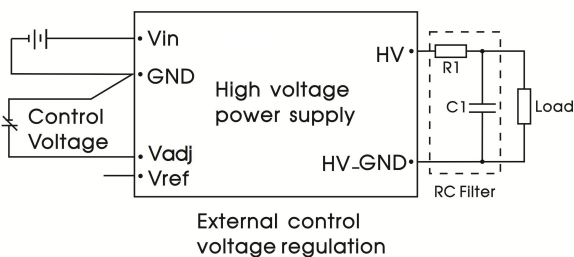 Vin
GND
Control
Voltage
Vadj
Vref
High voltage
power supply
HV
HV_GND
R1
C1
Load
RC Filter
External control
voltage regulation